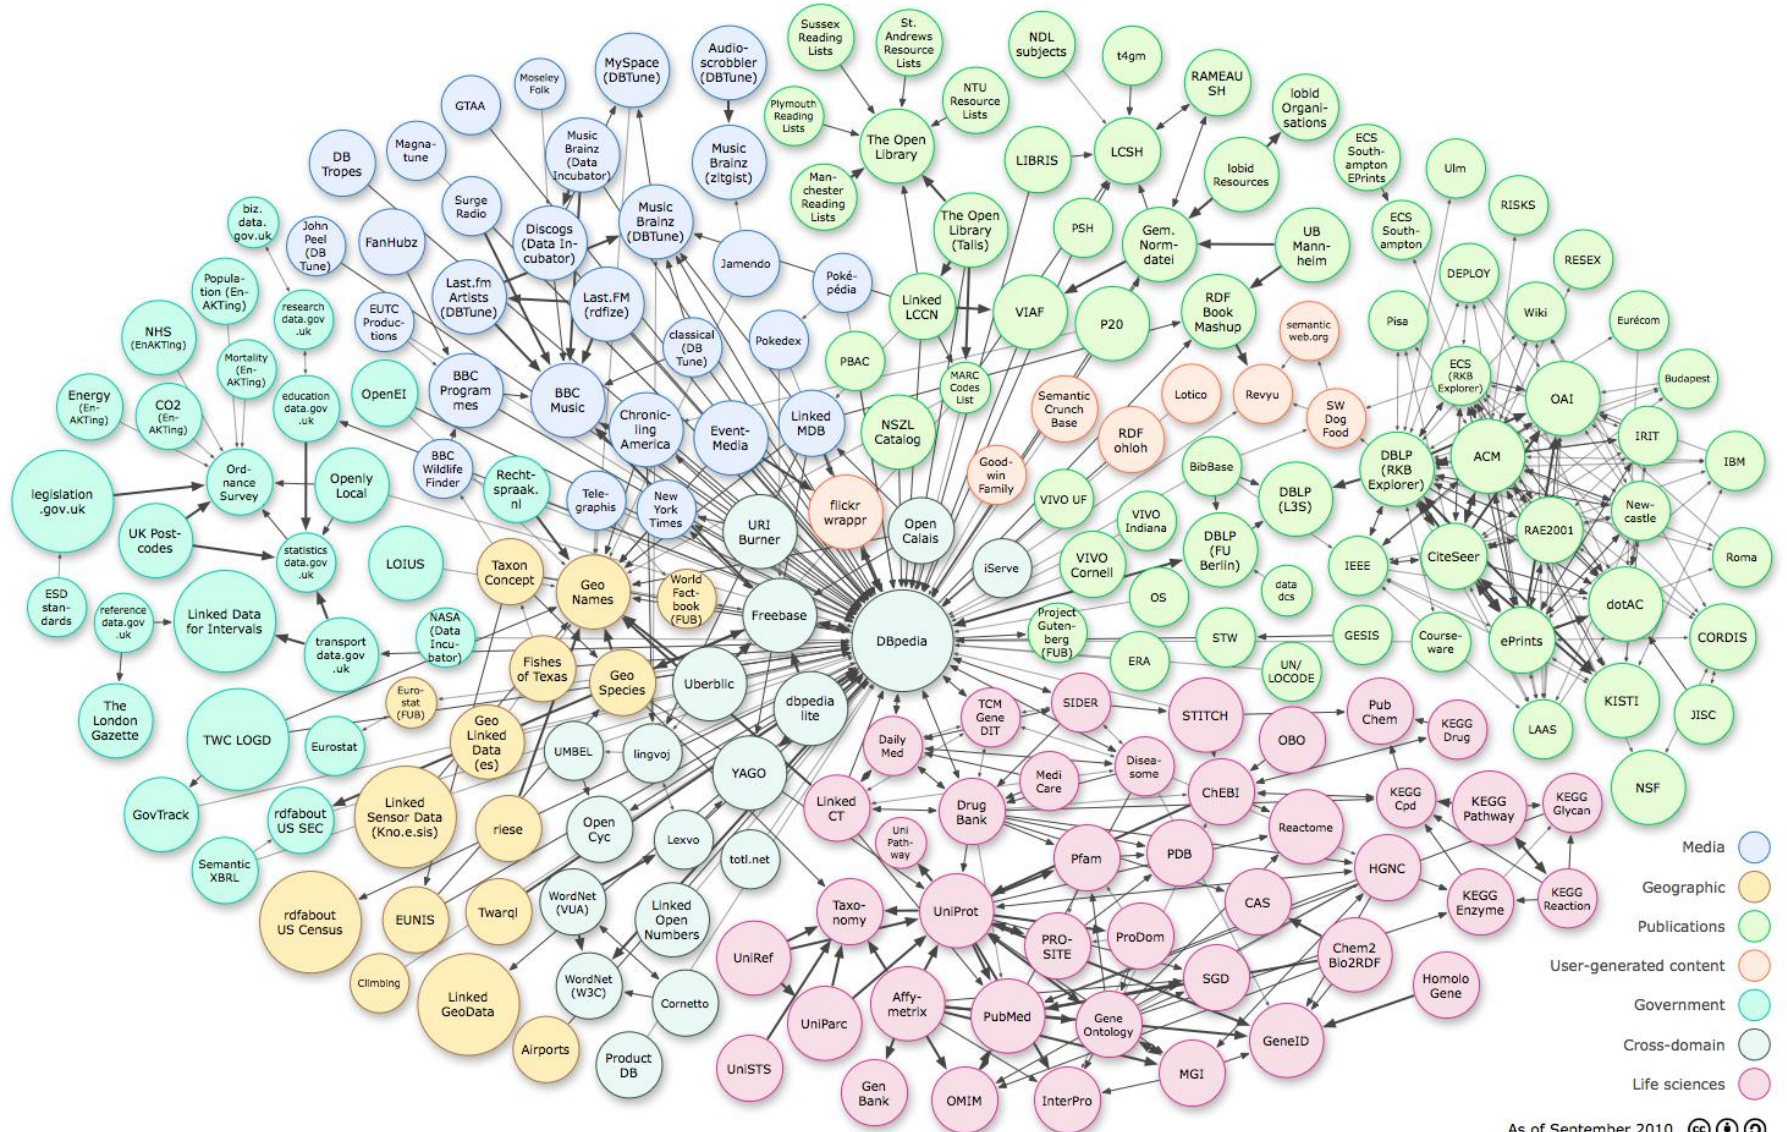 Sussex
Reading
Lists
St.
Andrews
Resource
Lists
NDL
subjects
t4gm
RAMEAU
SH
lobid
Organi-
sations
Audio-
scrobbler
(DBTune)
MySpace
(DBTune)
Moseley
Folk
GTAA
Plymouth
Reading
Lists
NTU
Resource
Lists
The Open
Library
LIBRIS
LCSH
lobid
Resources
ECS
South-
ampton
EPrints
Ulm
DB
Tropes
Magna-
tune
Music
Brainz
(Data
Incubator)
Music
Brainz
(zitgist)
Man-
chester
Reading
Lists
The Open
Library
(Talis)
PSH
Gem.
Norm-
datei
UB
Mann-
heim
ECS
South-
ampton
RISKS
biz.
data.
gov.uk
John
Peel
(DB
Tune)
FanHubz
Surge
Radio
Discogs
(Data In-
cubator)
Music
Brainz
(DBTune)
Jamendo
Poké-
pédia
Linked
LCCN
VIAF
P20
RDF
Book
Mashup
semantic
web.org
DEPLOY
RESEX
Popula-
tion (En-
AKTing)
research
data.gov
.uk
EUTC
Produc-
tions
Last.fm
Artists
(DBTune)
Last.FM
(rdfize)
classical
(DB
Tune)
Pokedex
PBAC
MARC
Codes
List
Pisa
Wiki
Eurécom
NHS
(EnAKTing)
Mortality
(En-
AKTing)
Energy
(En-
AKTing)
CO2
(En-
AKTing)
education
data.gov
.uk
OpenEI
BBC
Program
mes
BBC
Music
Chronic-
ling
America
Event-
Media
Linked
MDB
NSZL
Catalog
Semantic
Crunch
Base
RDF
ohloh
Lotico
Revyu
SW
Dog
Food
ECS
(RKB
Explorer)
OAI
Budapest
IRIT
legislation
.gov.uk
Ord-
nance
Survey
Openly
Local
BBC
Wildlife
Finder
Recht-
spraak.
nl
Tele-
graphis
New
York
Times
URI
Burner
flickr
wrappr
Open
Calais
Good-
win
Family
VIVO UF
VIVO
Indiana
BibBase
DBLP
(L3S)
DBLP
(RKB
Explorer)
ACM
IBM
UK Post-
codes
statistics
data.gov
.uk
LOIUS
Taxon
Concept
Geo
Names
World
Fact-
book
(FUB)
Freebase
iServe
VIVO
Cornell
DBLP
(FU
Berlin)
IEEE
CiteSeer
RAE2001
New-
castle
Roma
ESD
stan-
dards
reference
data.gov
.uk
Linked Data
for Intervals
transport
data.gov
.uk
NASA
(Data
Incu-
bator)
DBpedia
Project
Guten-
berg
(FUB)
OS
data
dcs
ERA
STW
UN/
LOCODE
GESIS
Course-
ware
ePrints
dotAC
CORDIS
The
London
Gazette
TWC LOGD
Eurostat
Euro-
stat
(FUB)
Fishes
of Texas
Geo
Species
Uberblic
dbpedia
lite
Geo
Linked
Data
(es)
UMBEL
lingvoj
YAGO
Daily
Med
TCM
Gene
DIT
SIDER
STITCH
OBO
Pub
Chem
KEGG
Drug
LAAS
KISTI
JISC
NSF
GovTrack
rdfabout
US SEC
Semantic
XBRL
Linked
Sensor Data
(Kno.e.sis)
riese
Open
Cyc
Lexvo
totl.net
Linked
CT
Uni
Path-
way
Drug
Bank
Medi
Care
Disea-
some
ChEBI
Reactome
KEGG
Cpd
KEGG
Pathway
KEGG
Glycan
rdfabout
US Census
EUNIS
Twarql
WordNet
(VUA)
Linked
Open
Numbers
Taxo-
nomy
UniProt
Pfam
PDB
HGNC
CAS
KEGG
Enzyme
KEGG
Reaction
Climbing
Linked
GeoData
Airports
WordNet
(W3C)
Cornetto
Product
DB
UniRef
UniParc
UniSTS
Affy-
metrix
Gen
Bank
PubMed
OMIM
PRO-
SITE
ProDom
Gene
Ontology
InterPro
SGD
MGI
Chem2
Bio2RDF
GeneID
Homolo
Gene
Media
Geographic
Publications
User-generated content
Government
Cross-domain
Life sciences
As of September 2010
cc